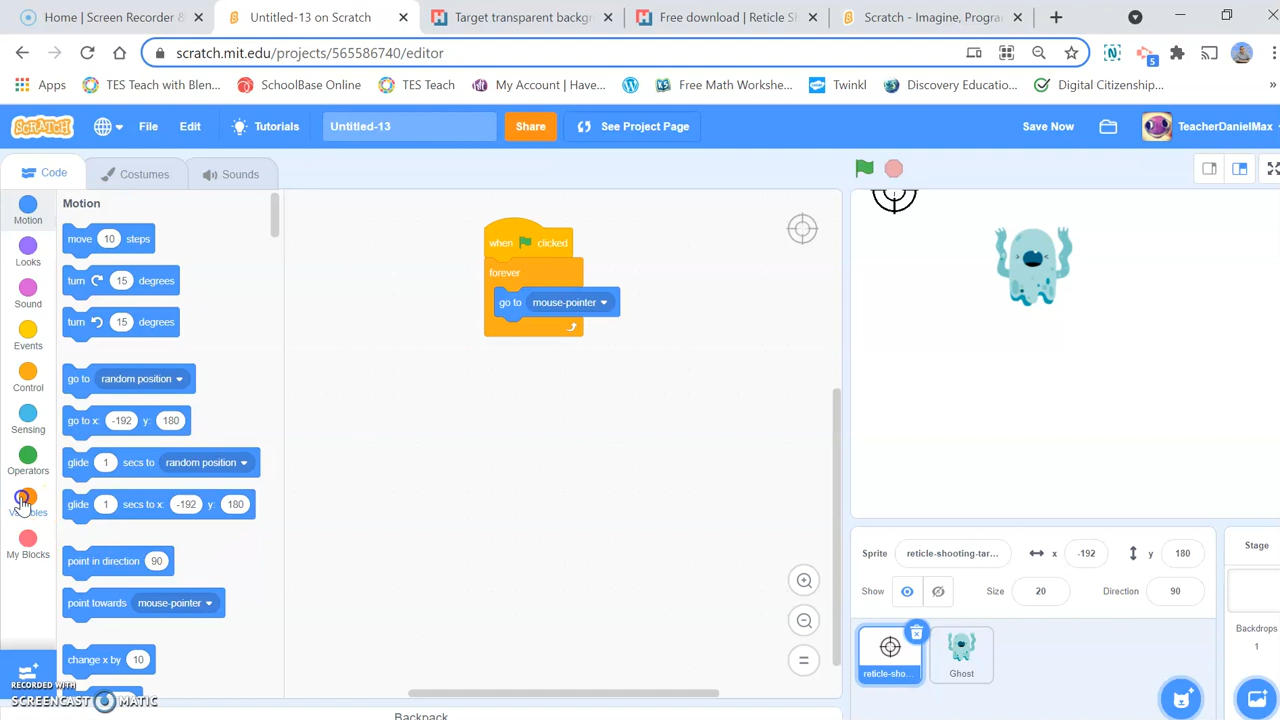 Home | Screen Recorder &
Untitled-13 on Scratch
Target transparent backgr
Free download | Reticle Sh
Scratch - Imagine, Program
scratch.mit.edu/projects/565586740/editor
5
Apps
TES Teach with Blen...
SchoolBase Online
TES Teach
My Account | Have...
Free Math Workshe...
Twinkl
Discovery Educatio...
Digital Citizenship...
»
SCRATCH
File
Edit
Tutorials
Untitled-13
Share
See Project Page
Save Now
TeacherDanielMax
Code
Costumes
Sounds
Motion
Looks
Sound
Events
Control
Sensing
Operators
Variables
My Blocks
Motion
move 10 steps
turn 15 degrees
turn 15 degrees
go to random position
go to x: -192 y: 180
glide 1 secs to random position
glide 1 secs to x: -192 y: 180
point in direction 90
point towards mouse-pointer
change x by 10
when clicked
forever
go to mouse-pointer
Sprite reticle-shooting-tar... x -192 y 180
Show Size 20 Direction 90
reticle-sho...
Ghost
Stage
Backdrops
1
Backpack
RECORDED WITH
SCREENCAST MATIC